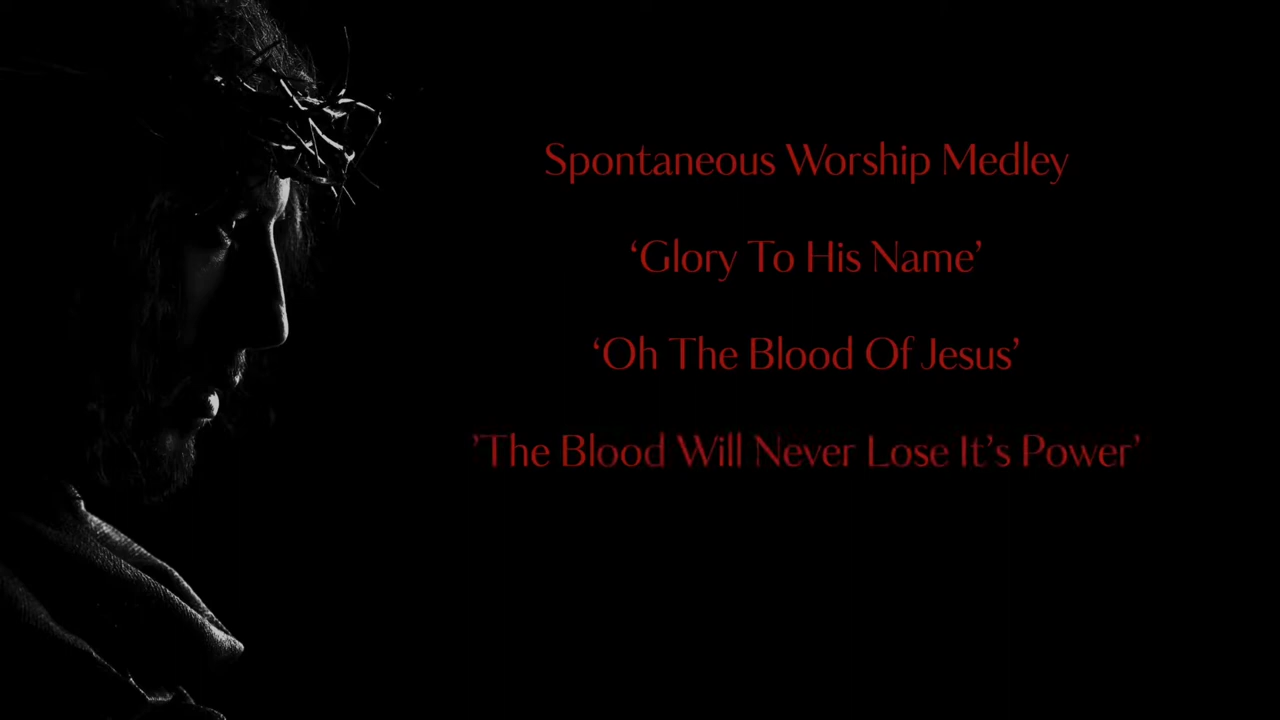 Spontaneous Worship Medley
‘Glory To His Name’
‘Oh The Blood Of Jesus’
’The Blood Will Never Lose It’s Power’